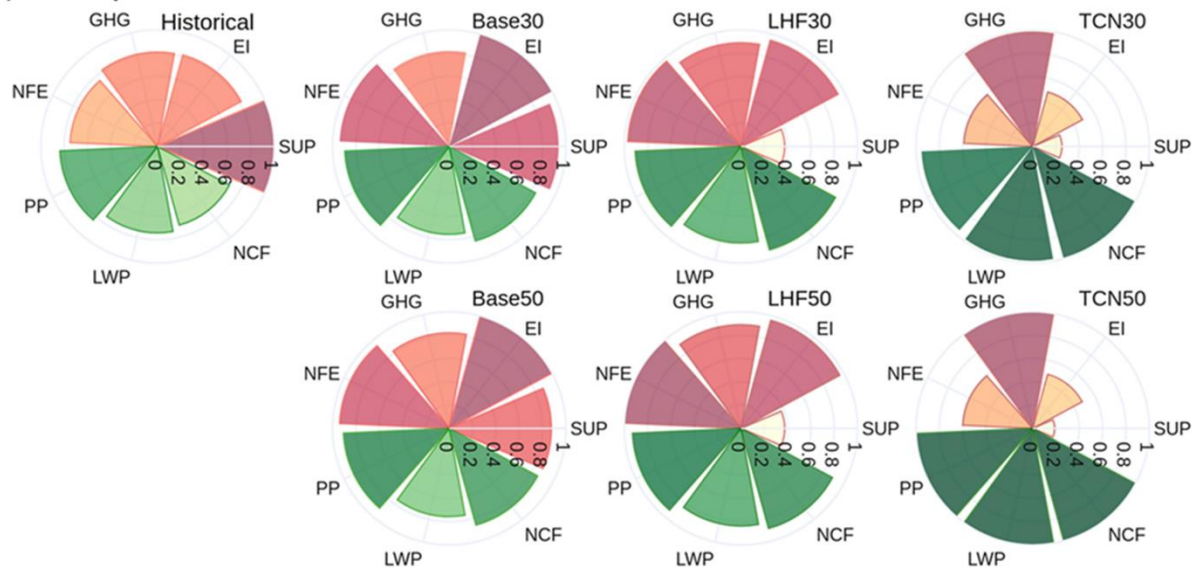 GHG Historical
EI
NFE
SUP
0 0.2 0.4 0.6 0.8 1
PP
NCF
LWP
GHG Base30
EI
NFE
SUP
0 0.2 0.4 0.6 0.8 1
PP
NCF
LWP
GHG LHF30
EI
NFE
SUP
0 0.2 0.4 0.6 0.8 1
PP
NCF
LWP
GHG TCN30
EI
NFE
SUP
0 0.2 0.4 0.6 0.8 1
PP
NCF
LWP
GHG Base50
EI
NFE
SUP
0 0.2 0.4 0.6 0.8 1
PP
NCF
LWP
GHG LHF50
EI
NFE
SUP
0 0.2 0.4 0.6 0.8 1
PP
NCF
LWP
GHG TCN50
EI
NFE
SUP
0 0.2 0.4 0.6 0.8 1
PP
NCF
LWP